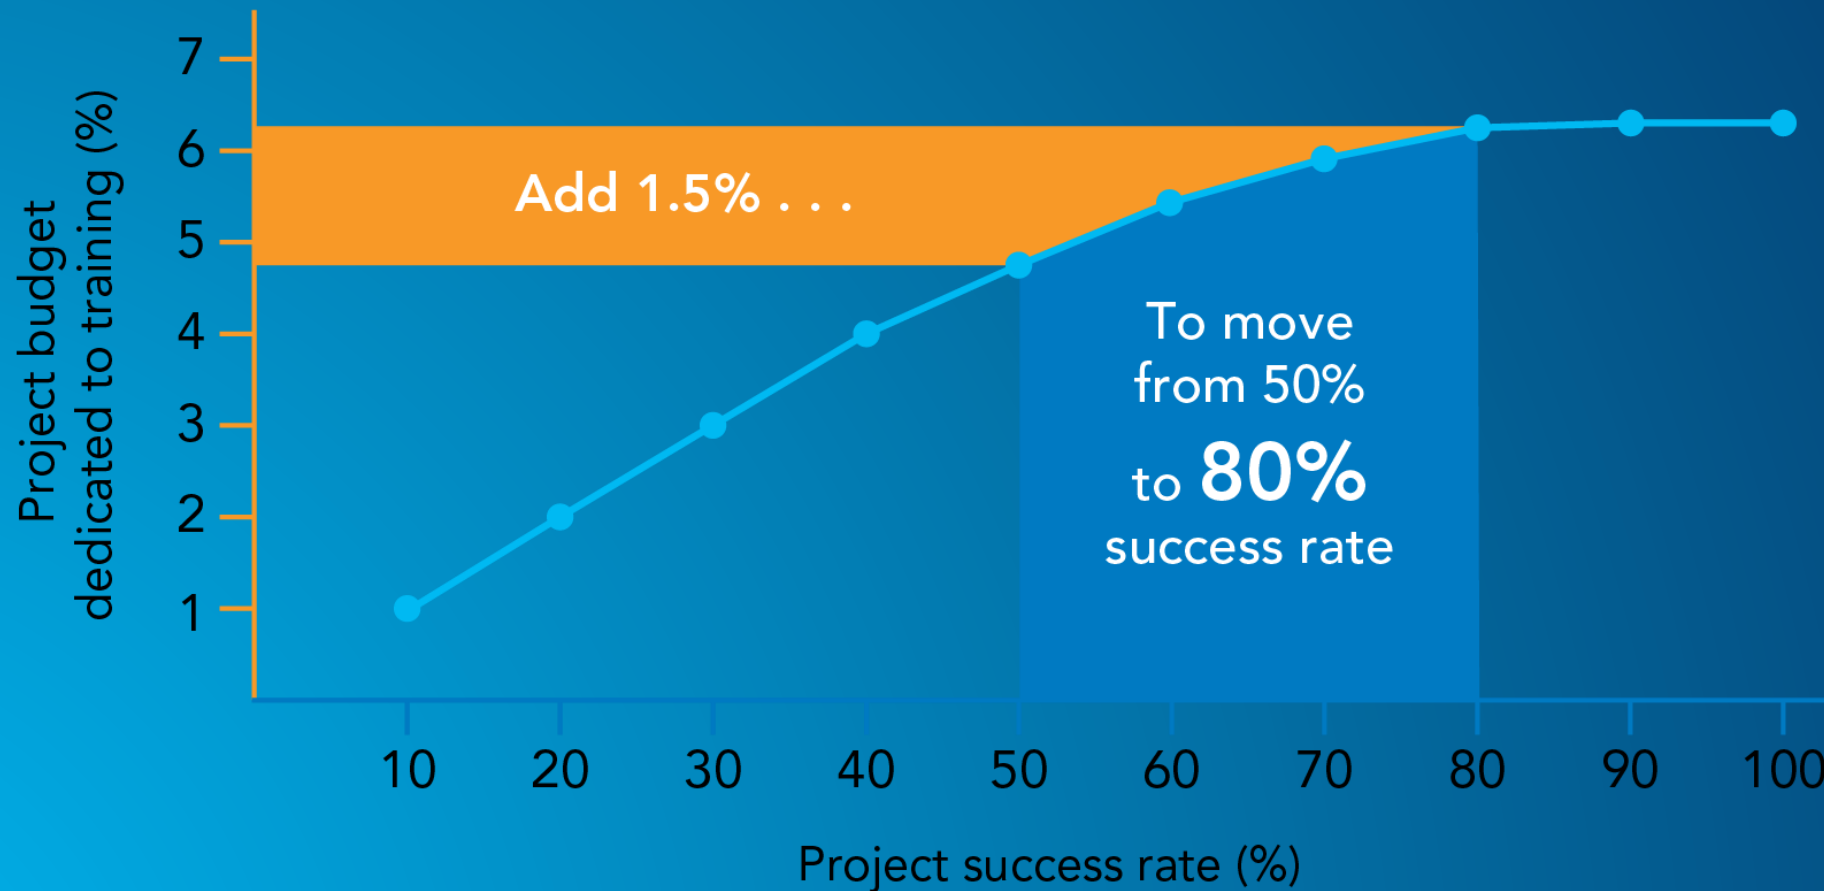 Project budget
dedicated to training (%)
7
6
5
4
3
2
1
Add 1.5% . . .
To move
from 50%
to 80%
success rate
10 20 30 40 50 60 70 80 90 100
Project success rate (%)